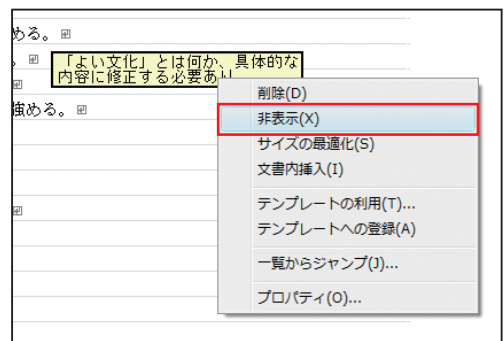 める。
。
「よい文化」とは何か、具体的な
内容に修正する必要あり
強める。
削除(D)
非表示(X)
サイズの最適化(S)
文書内挿入(I)
テンプレートの利用(T)...
テンプレートへの登録(A)
一覧からジャンプ(J)...
プロパティ(O)...